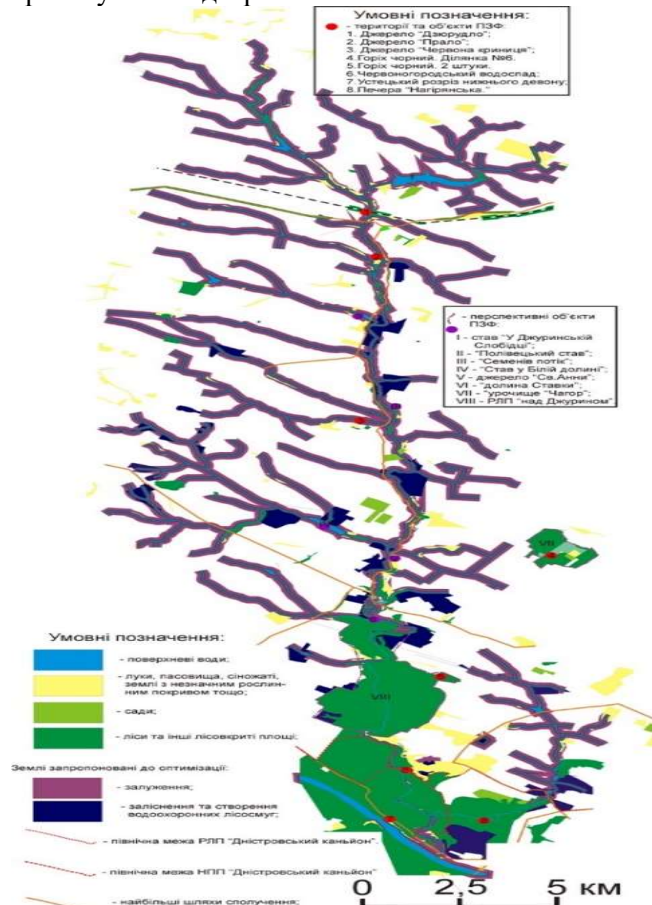 Умовні позначення:
- території та об'єкти ПЗФ:
1. Джерело "Дзюрудло";
2. Джерело "Прало";
3. Джерело "Червона криниця";
4. Горіх чорний. Ділянка №6.
5. Горіх чорний. 2 штуки.
6. Червоногородський водоспад;
7. Устецький розріз нижнього девону;
8. Печера "Нагірянська."
- перспективні об'єкти
ПЗФ:
I - став "У Джуринській
Слобідці";
II - "Полівецький став";
III - "Семенів потік";
IV - "Став у Білій долині";
V - джерело "Св.Анни";
VI - "долина Ставки";
VII - "урочище "Чагор";
VIII - РЛП "над Джурином"
VII
VIII
Умовні позначення:
- поверхневі води;
- луки, пасовища, сіножаті,
землі з незначним рослин-
ним покривом тощо;
- сади;
- ліси та інші лісовкриті площі;
Землі запропоновані до оптимізації:
- залуження;
- заліснення та створення
водоохоронних лісосмуг;
- північна межа РЛП "Дністровський каньйон"
- північна межа НПП "Дністровський каньйон"
- найбільші шляхи сполучення;
0 2,5 5 км